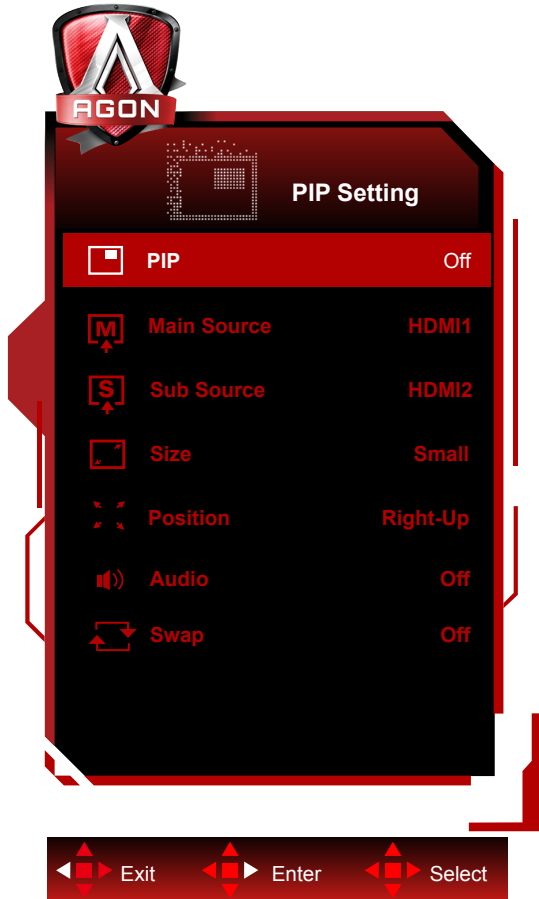 AGON
PIP Setting
PIP Off
M Main Source HDMI1
S Sub Source HDMI2
Size Small
Position Right-Up
Audio Off
Swap Off
Exit Enter Select